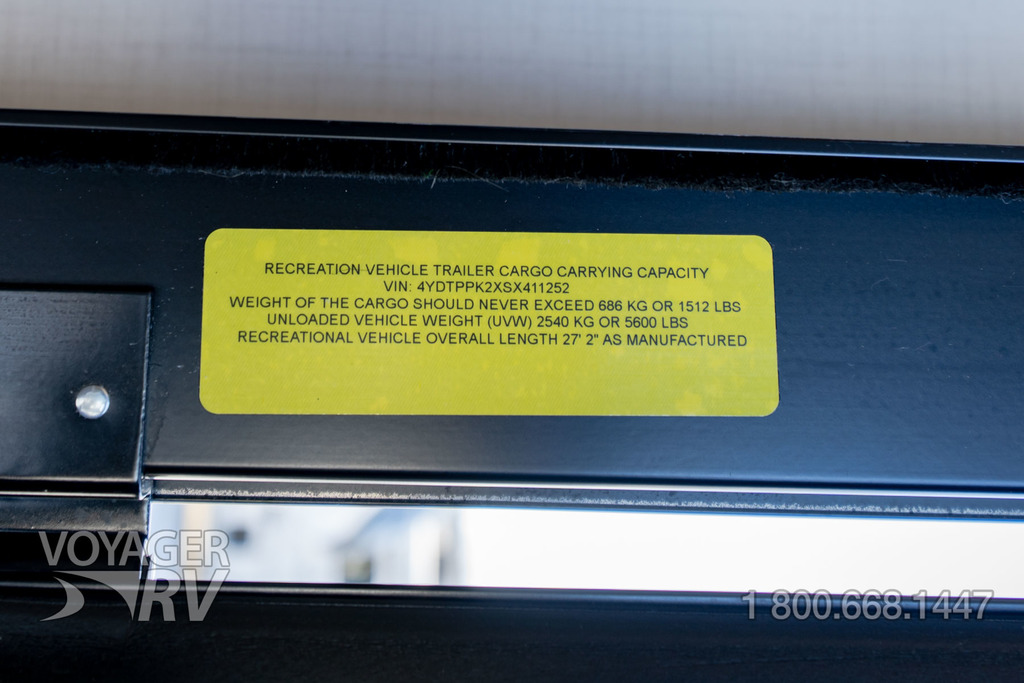 RECREATION VEHICLE TRAILER CARGO CARRYING CAPACITY
VIN: 4YDTPPK2XSX411252
WEIGHT OF THE CARGO SHOULD NEVER EXCEED 686 KG OR 1512 LBS
UNLOADED VEHICLE WEIGHT (UVW) 2540 KG OR 5600 LBS
RECREATIONAL VEHICLE OVERALL LENGTH 27' 2" AS MANUFACTURED
VOYAGER
RV
1 800.668.1447